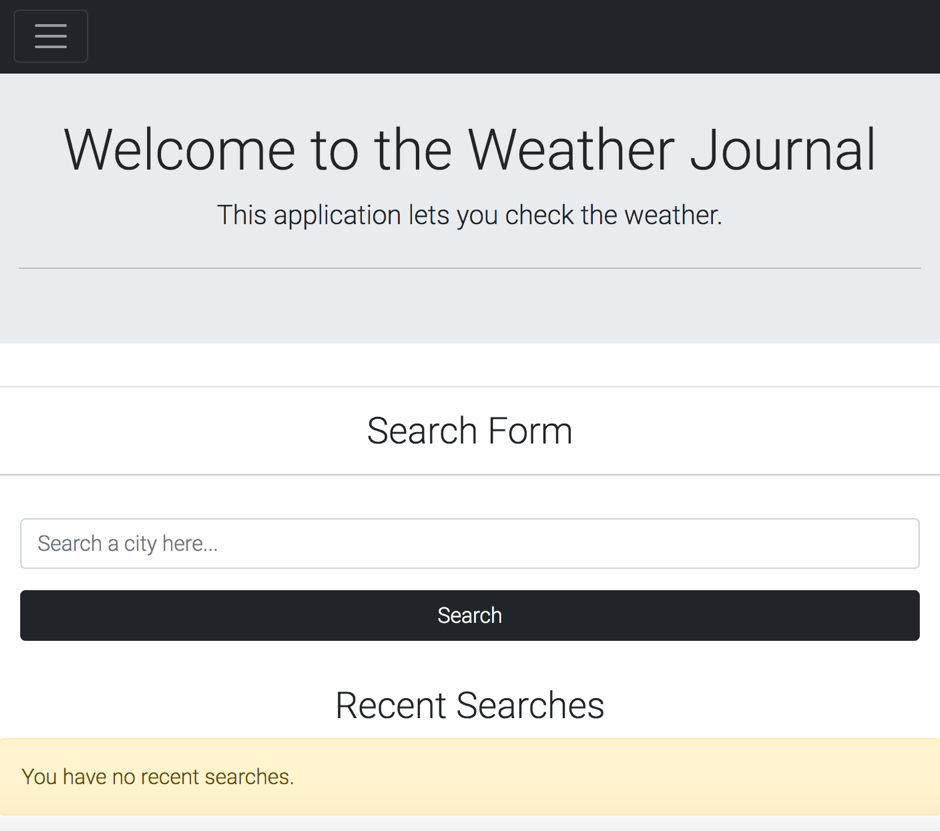 Welcome to the Weather Journal
This application lets you check the weather.
Search Form
Search a city here...
Search
Recent Searches
You have no recent searches.